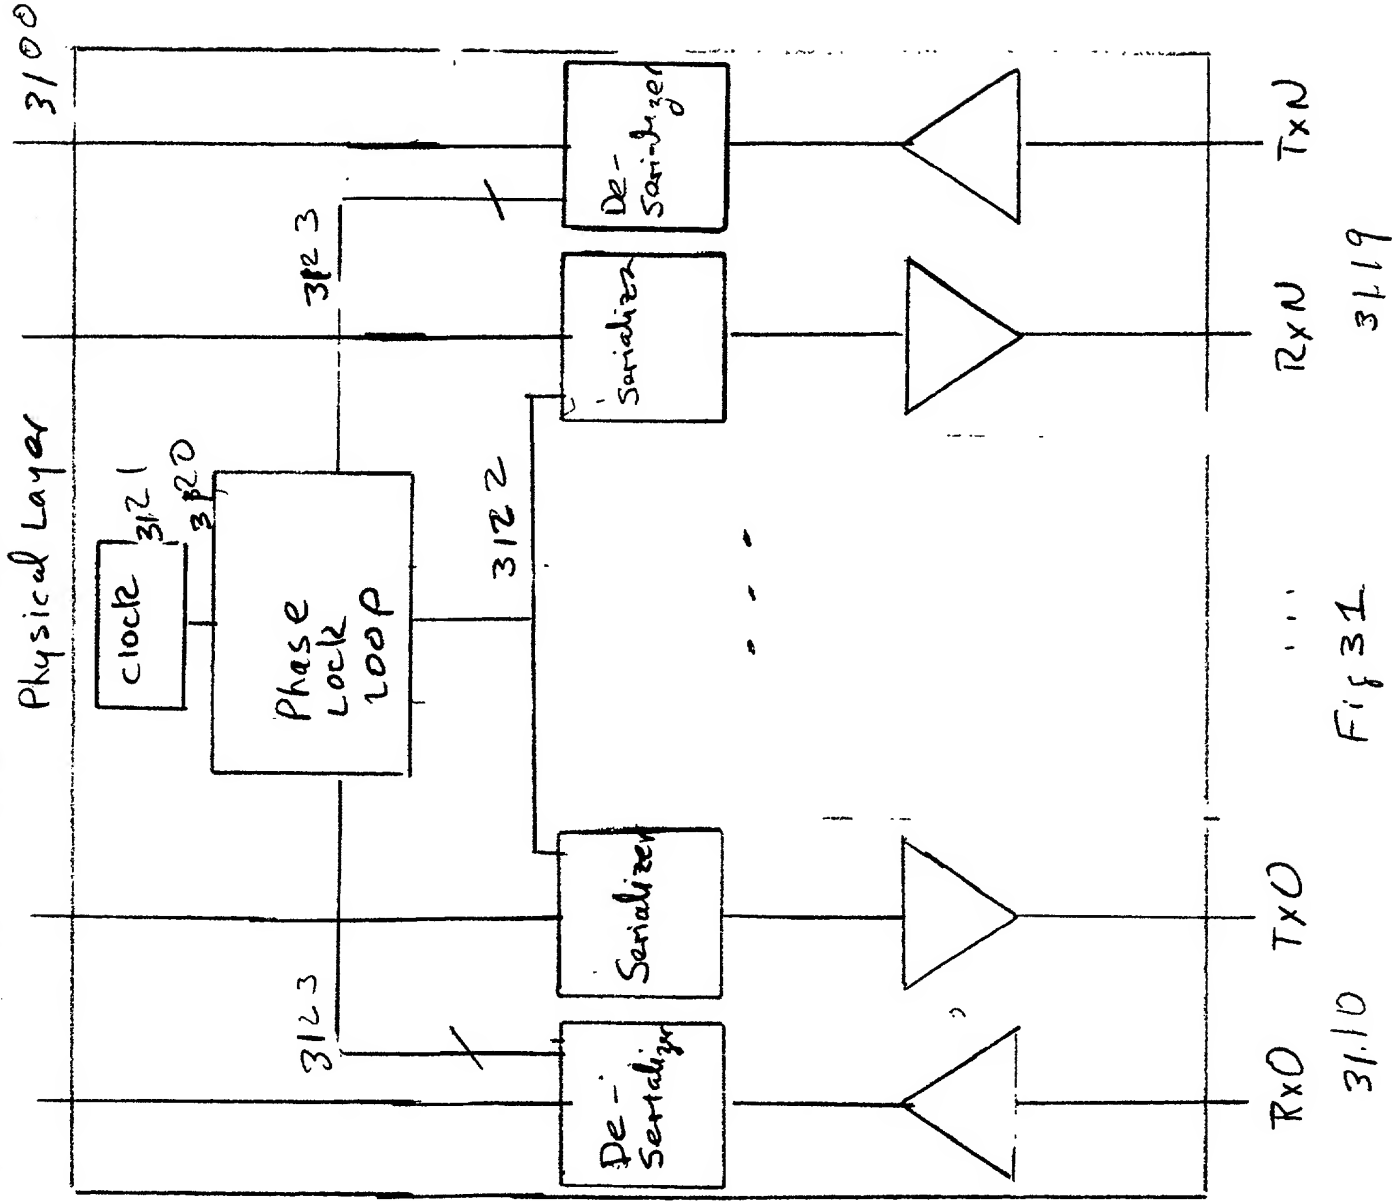 Physical Layer
3100
clock
3121
3120
Phase
Lock
Loop
3123
3123
3122
De-
Serializer
Serializer
Serializer
De-
Serializer
RxO
TxO
...
RxN
TxN
3110
3119
Fig 31